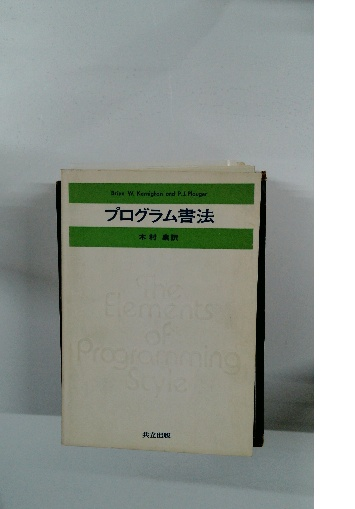 Brian W. Kernighan and P.J. Plauger
プログラム書法
木村 泉訳
The
Elements
of
Programming
Style
共立出版